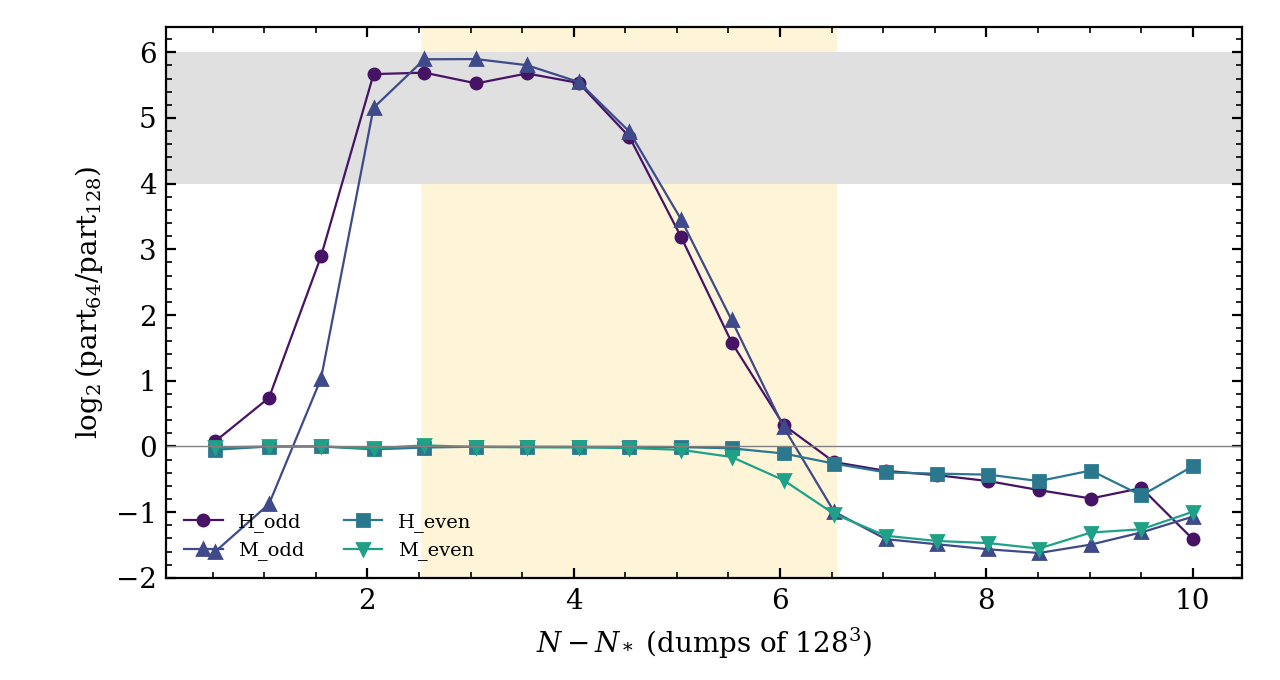 6
5
4
3
2
1
0
−1
−2
log₂ (part₆₄/part₁₂₈)
H_odd
M_odd
H_even
M_even
2
4
6
8
10
N − N∗ (dumps of 128³)